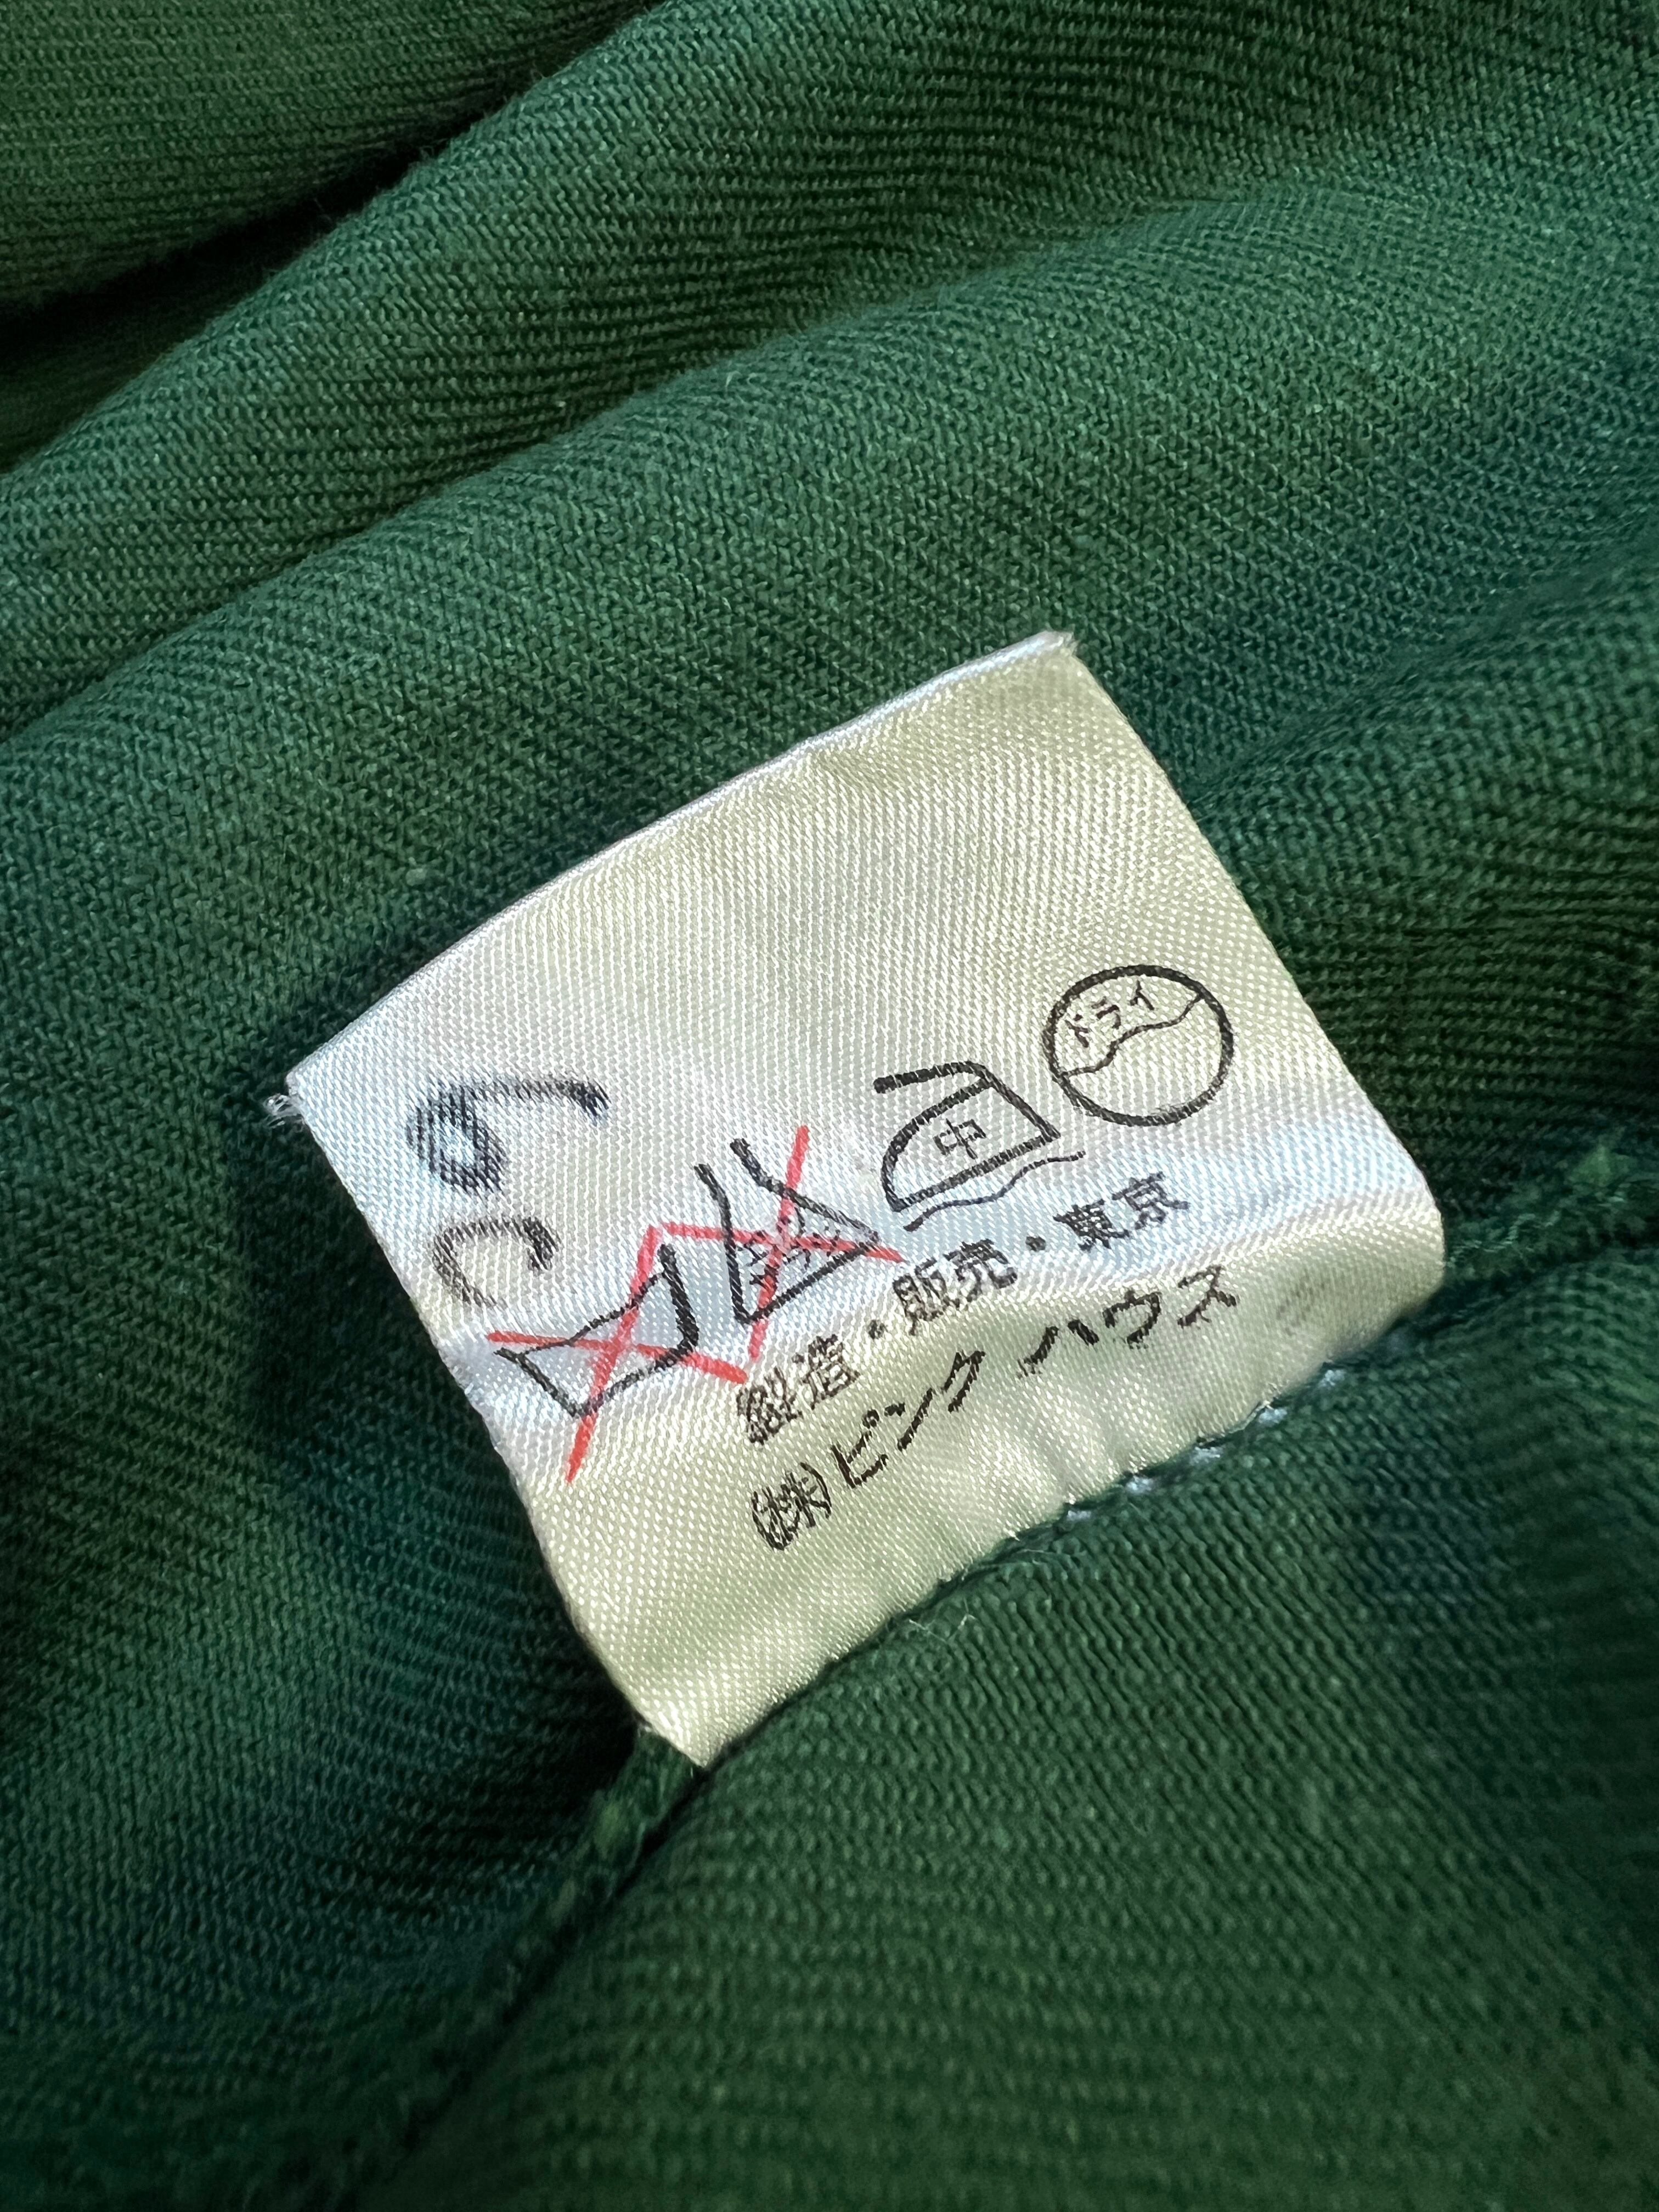 ドライ
中
製造・販売・東京
(株)ピンクハウス